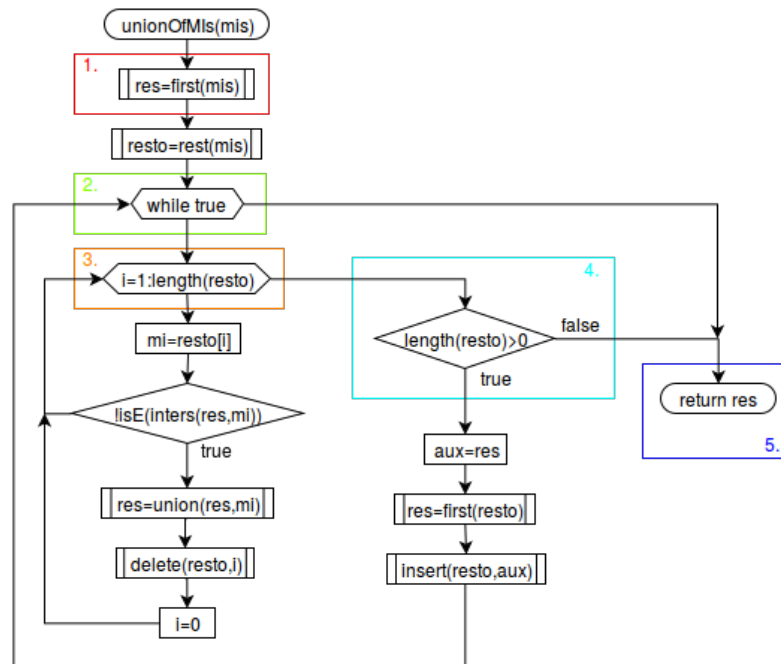 unionOfMIs(mis)
1.
res=first(mis)
resto=rest(mis)
2.
while true
3.
i=1:length(resto)
4.
mi=resto[i]
length(resto)>0
false
true
!isE(inters(res,mi))
true
return res
5.
aux=res
res=union(res,mi)
res=first(resto)
delete(resto,i)
insert(resto,aux)
i=0